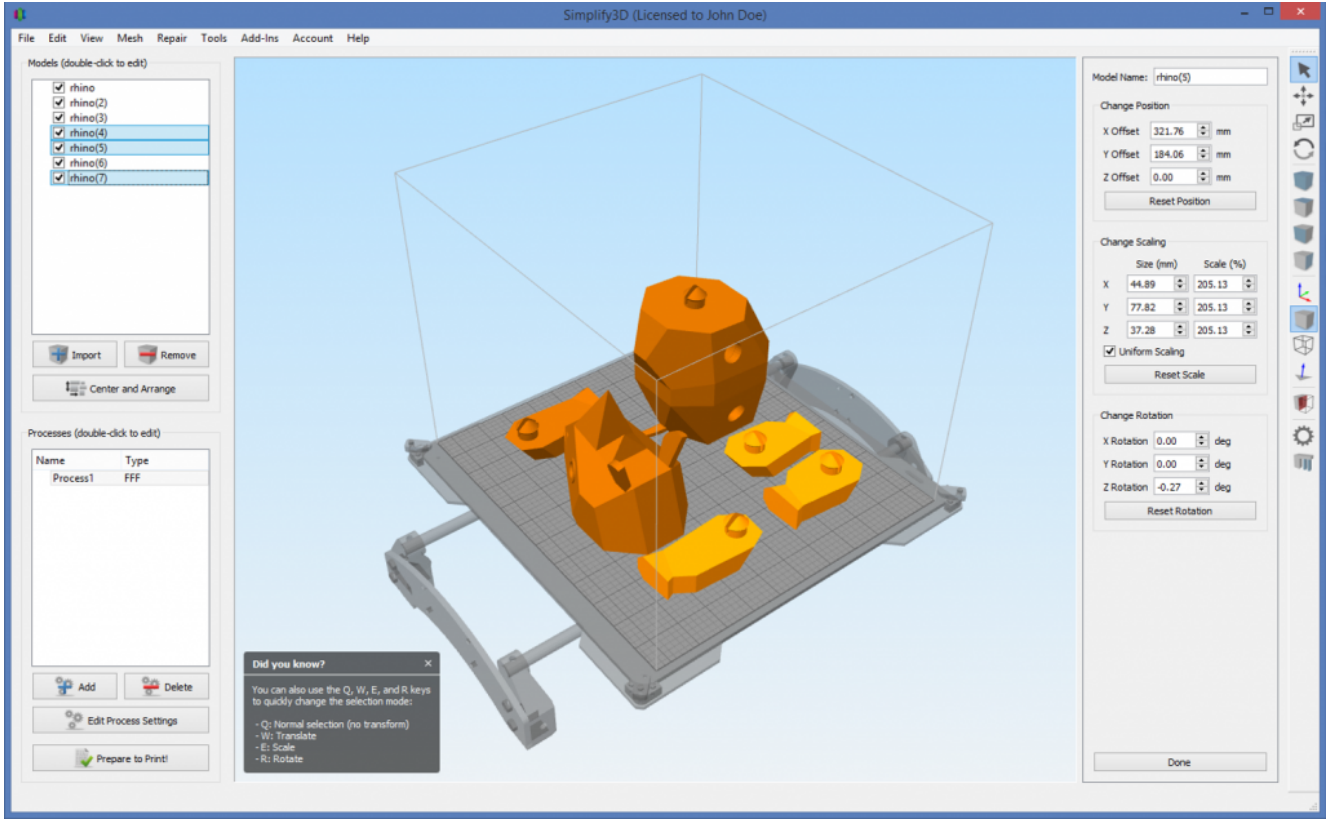 Simplify3D (Licensed to John Doe)
File Edit View Mesh Repair Tools Add-Ins Account Help
Models (double-click to edit)
rhino
rhino(2)
rhino(3)
rhino(4)
rhino(5)
rhino(6)
rhino(7)
Import Remove
Center and Arrange
Processes (double-click to edit)
Name Type
Process1 FFF
Add Delete
Edit Process Settings
Prepare to Print!
Did you know?
You can also use the Q, W, E, and R keys
to quickly change the selection mode:
- Q: Normal selection (no transform)
- W: Translate
- E: Scale
- R: Rotate
Model Name: rhino(5)
Change Position
X Offset 321.76 mm
Y Offset 184.06 mm
Z Offset 0.00 mm
Reset Position
Change Scaling
Size (mm) Scale (%)
X 44.89 205.13
Y 77.82 205.13
Z 37.28 205.13
Uniform Scaling
Reset Scale
Change Rotation
X Rotation 0.00 deg
Y Rotation 0.00 deg
Z Rotation -0.27 deg
Reset Rotation
Done